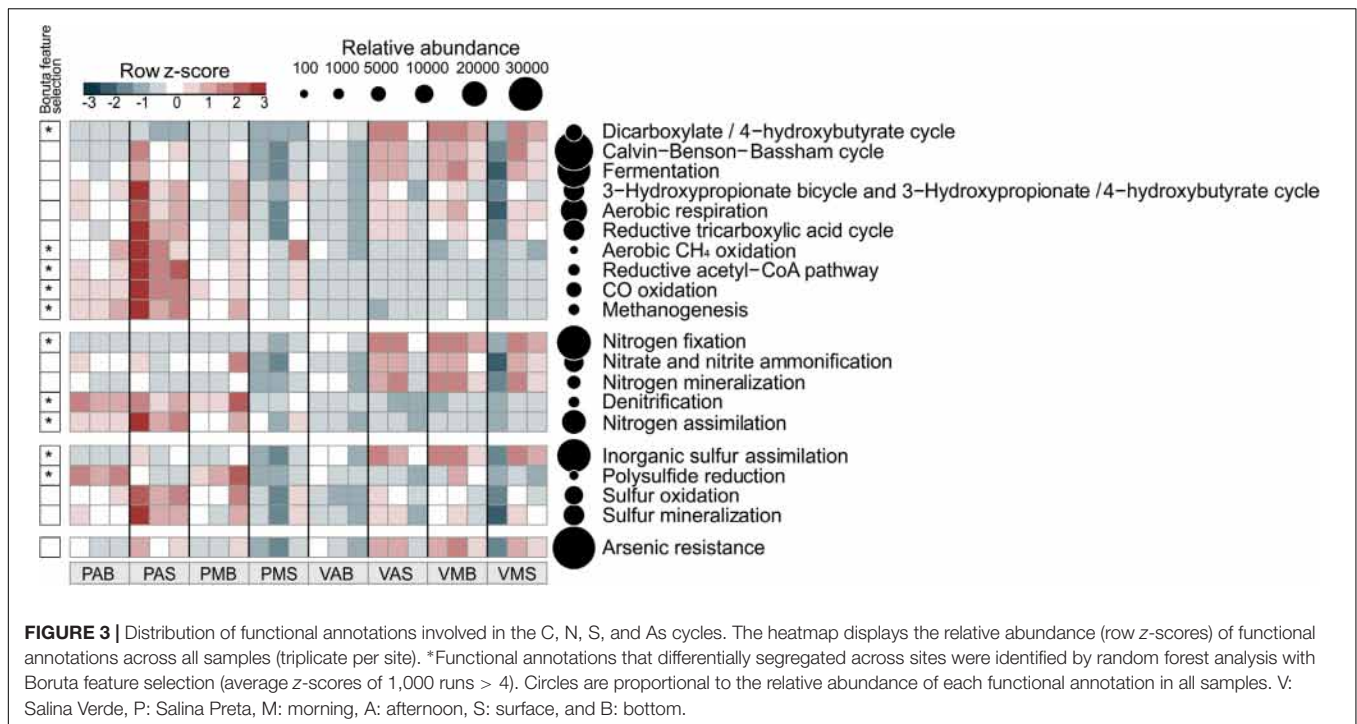 Boruta feature
selection
Row z-score
-3 -2 -1 0 1 2 3
Relative abundance
100 1000 5000 10000 20000 30000
* Dicarboxylate / 4−hydroxybutyrate cycle
Calvin−Benson−Bassham cycle
Fermentation
3−Hydroxypropionate bicycle and 3−Hydroxypropionate /4−hydroxybutyrate cycle
Aerobic respiration
Reductive tricarboxylic acid cycle
* Aerobic CH₄ oxidation
* Reductive acetyl−CoA pathway
* CO oxidation
* Methanogenesis
* Nitrogen fixation
Nitrate and nitrite ammonification
Nitrogen mineralization
* Denitrification
* Nitrogen assimilation
* Inorganic sulfur assimilation
* Polysulfide reduction
Sulfur oxidation
Sulfur mineralization
Arsenic resistance
PAB PAS PMB PMS VAB VAS VMB VMS
FIGURE 3 | Distribution of functional annotations involved in the C, N, S, and As cycles. The heatmap displays the relative abundance (row z-scores) of functional
annotations across all samples (triplicate per site). *Functional annotations that differentially segregated across sites were identified by random forest analysis with
Boruta feature selection (average z-scores of 1,000 runs > 4). Circles are proportional to the relative abundance of each functional annotation in all samples. V:
Salina Verde, P: Salina Preta, M: morning, A: afternoon, S: surface, and B: bottom.